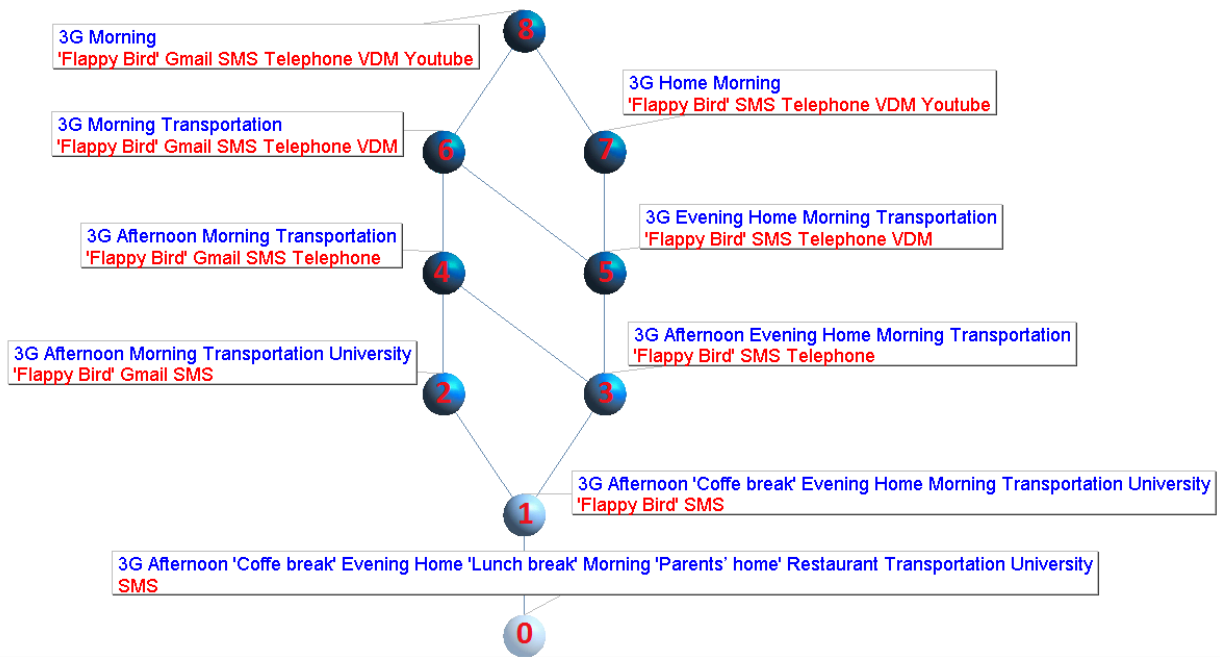 8
3G Morning
'Flappy Bird' Gmail SMS Telephone VDM Youtube
3G Home Morning
'Flappy Bird' SMS Telephone VDM Youtube
3G Morning Transportation
'Flappy Bird' Gmail SMS Telephone VDM
6
7
3G Evening Home Morning Transportation
'Flappy Bird' SMS Telephone VDM
3G Afternoon Morning Transportation
'Flappy Bird' Gmail SMS Telephone
4
5
3G Afternoon Morning Transportation University
'Flappy Bird' Gmail SMS
3G Afternoon Evening Home Morning Transportation
'Flappy Bird' SMS Telephone
2
3
3G Afternoon 'Coffe break' Evening Home Morning Transportation University
'Flappy Bird' SMS
1
3G Afternoon 'Coffe break' Evening Home 'Lunch break' Morning 'Parents’ home' Restaurant Transportation University
SMS
0